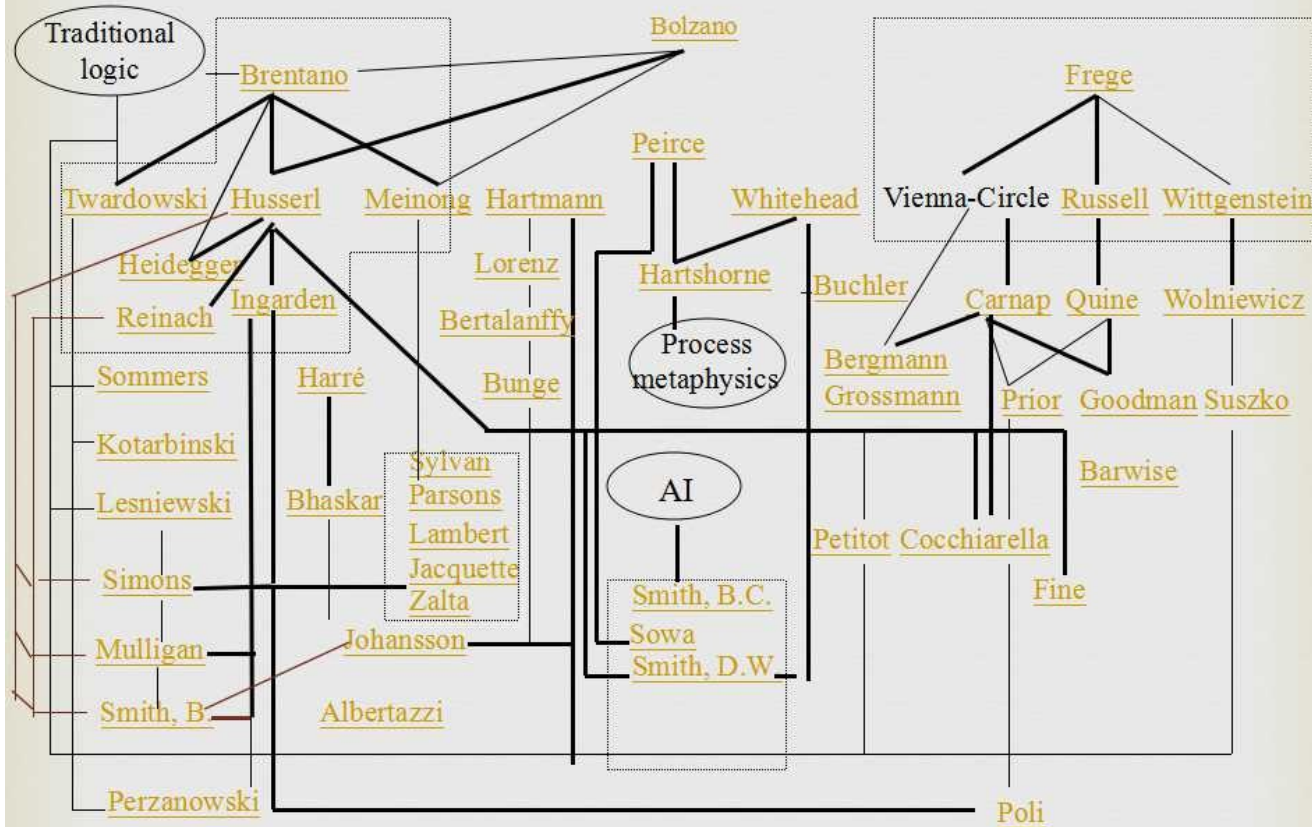 Traditional
logic
Bolzano
Brentano
Frege
Peirce
Twardowski Husserl Meinong Hartmann Whitehead Vienna-Circle Russell Wittgenstein
Heidegger Lorenz Hartshorne Buchler
Reinach Ingarden Bertalanffy Carnap Quine Wolniewicz
Process
metaphysics
Bergmann
Sommers Harré Bunge Grossmann Prior Goodman Suszko
Kotarbinski Sylvan Barwise
Lesniewski Bhaskar Parsons AI
Lambert Petitot Cocchiarella
Simons Jacquette Fine
Zalta Smith, B.C.
Mulligan Johansson Sowa
Smith, D.W.
Smith, B. Albertazzi
Perzanowski Poli